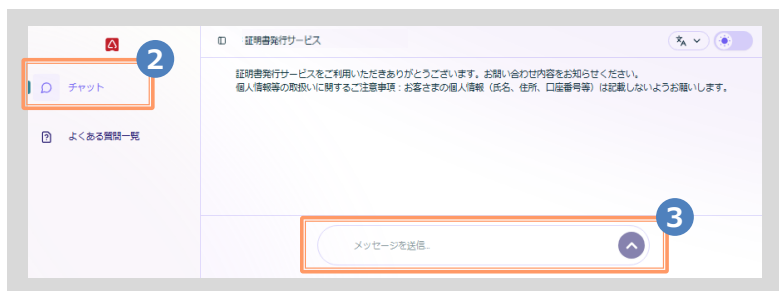 2
チャット
よくある質問一覧
証明書発行サービス
証明書発行サービスをご利用いただきありがとうございます。お問い合わせ内容をお知らせください。
個人情報等の取扱いに関するご注意事項：お客さまの個人情報（氏名、住所、口座番号等）は記載しないようお願いします。
3
メッセージを送信..